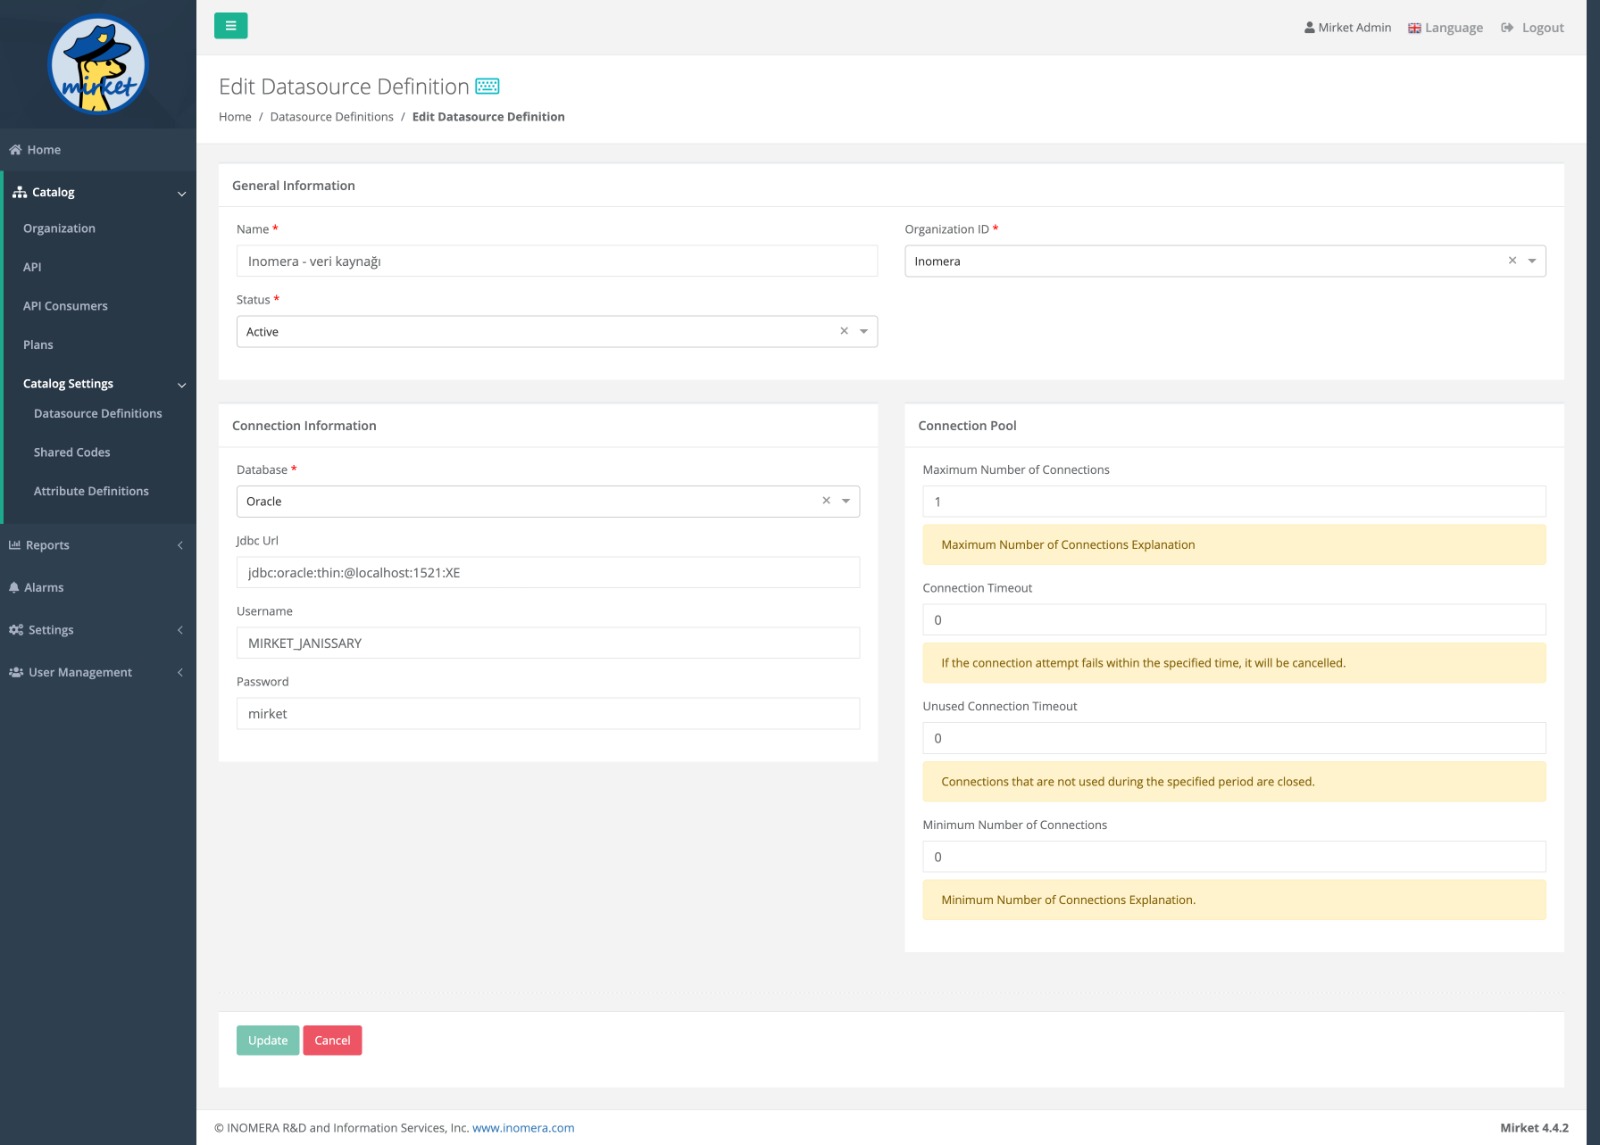 mirket
Mirket Admin
Language
Logout
Edit Datasource Definition
Home / Datasource Definitions / Edit Datasource Definition
Home
Catalog
Organization
API
API Consumers
Plans
Catalog Settings
Datasource Definitions
Shared Codes
Attribute Definitions
Reports
Alarms
Settings
User Management
General Information
Name *
Inomera - veri kaynağı
Organization ID *
Inomera
Status *
Active
Connection Information
Database *
Oracle
Jdbc Url
jdbc:oracle:thin:@localhost:1521:XE
Username
MIRKET_JANISSARY
Password
mirket
Connection Pool
Maximum Number of Connections
1
Maximum Number of Connections Explanation
Connection Timeout
0
If the connection attempt fails within the specified time, it will be cancelled.
Unused Connection Timeout
0
Connections that are not used during the specified period are closed.
Minimum Number of Connections
0
Minimum Number of Connections Explanation.
Update
Cancel
© INOMERA R&D and Information Services, Inc. www.inomera.com
Mirket 4.4.2